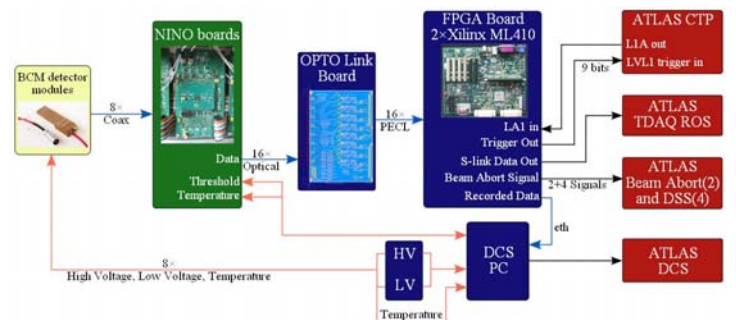 BCM detector
modules
8×
Coax
NINO boards
Data
Threshold
Temperature
16×
Optical
OPTO Link
Board
16×
PECL
FPGA Board
2×Xilinx ML410
LA1 in
Trigger Out
S-link Data Out
Beam Abort Signal
Recorded Data
9 bits
2+4 Signals
eth
ATLAS CTP
L1A out
LVL1 trigger in
ATLAS
TDAQ ROS
ATLAS
Beam Abort(2)
and DSS(4)
8×
High Voltage, Low Voltage, Temperature
HV
LV
Temperature
DCS
PC
ATLAS
DCS